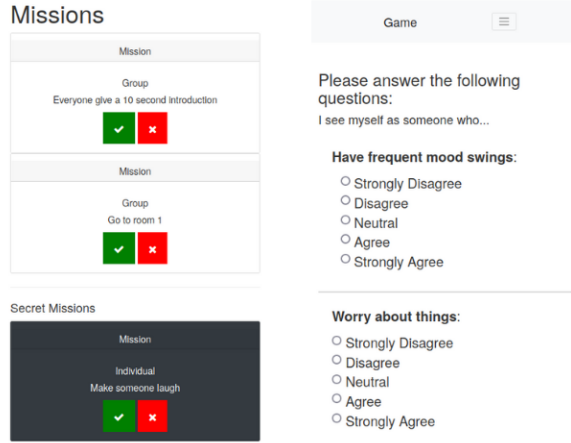 Missions
Mission
Group
Everyone give a 10 second introduction
Mission
Group
Go to room 1
Secret Missions
Mission
Individual
Make someone laugh
Game
Please answer the following
questions:
I see myself as someone who...
Have frequent mood swings:
Strongly Disagree
Disagree
Neutral
Agree
Strongly Agree
Worry about things:
Strongly Disagree
Disagree
Neutral
Agree
Strongly Agree